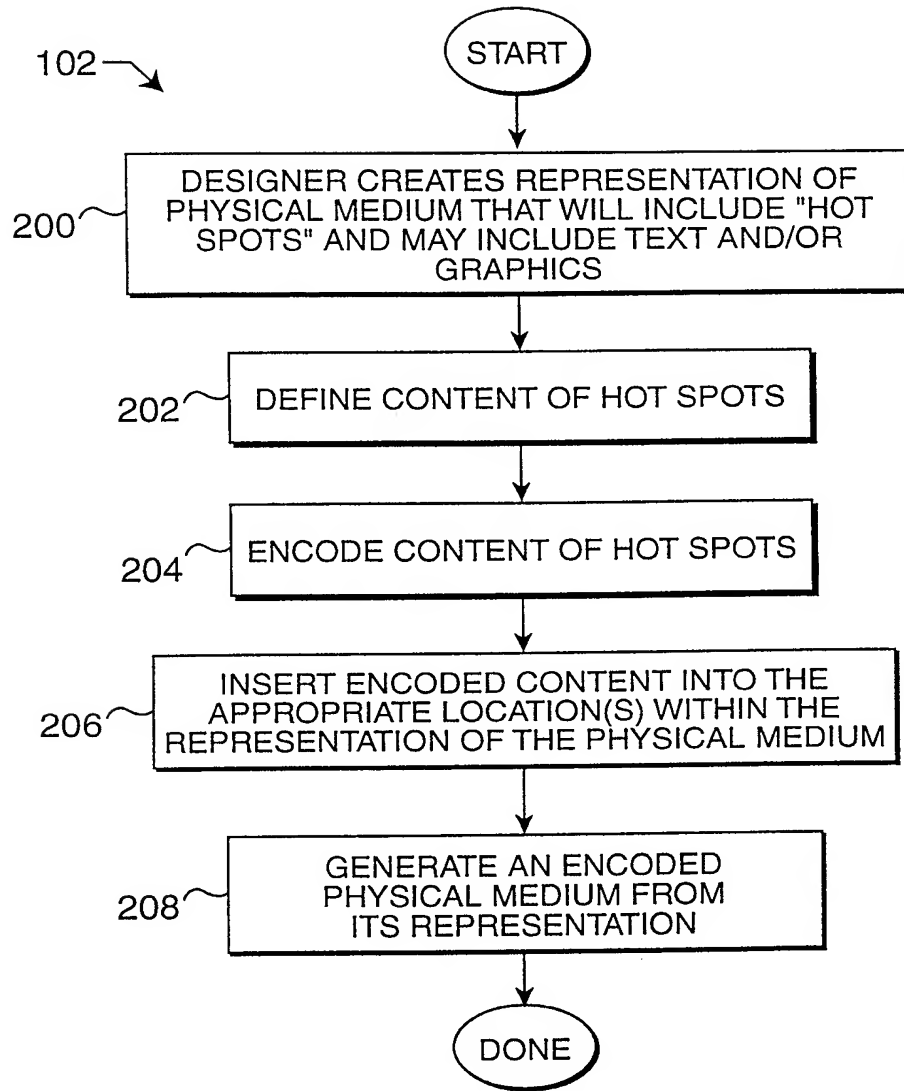 START
102
DESIGNER CREATES REPRESENTATION OF
PHYSICAL MEDIUM THAT WILL INCLUDE "HOT
SPOTS" AND MAY INCLUDE TEXT AND/OR
GRAPHICS
200
DEFINE CONTENT OF HOT SPOTS
202
ENCODE CONTENT OF HOT SPOTS
204
INSERT ENCODED CONTENT INTO THE
APPROPRIATE LOCATION(S) WITHIN THE
REPRESENTATION OF THE PHYSICAL MEDIUM
206
GENERATE AN ENCODED
PHYSICAL MEDIUM FROM
ITS REPRESENTATION
208
DONE